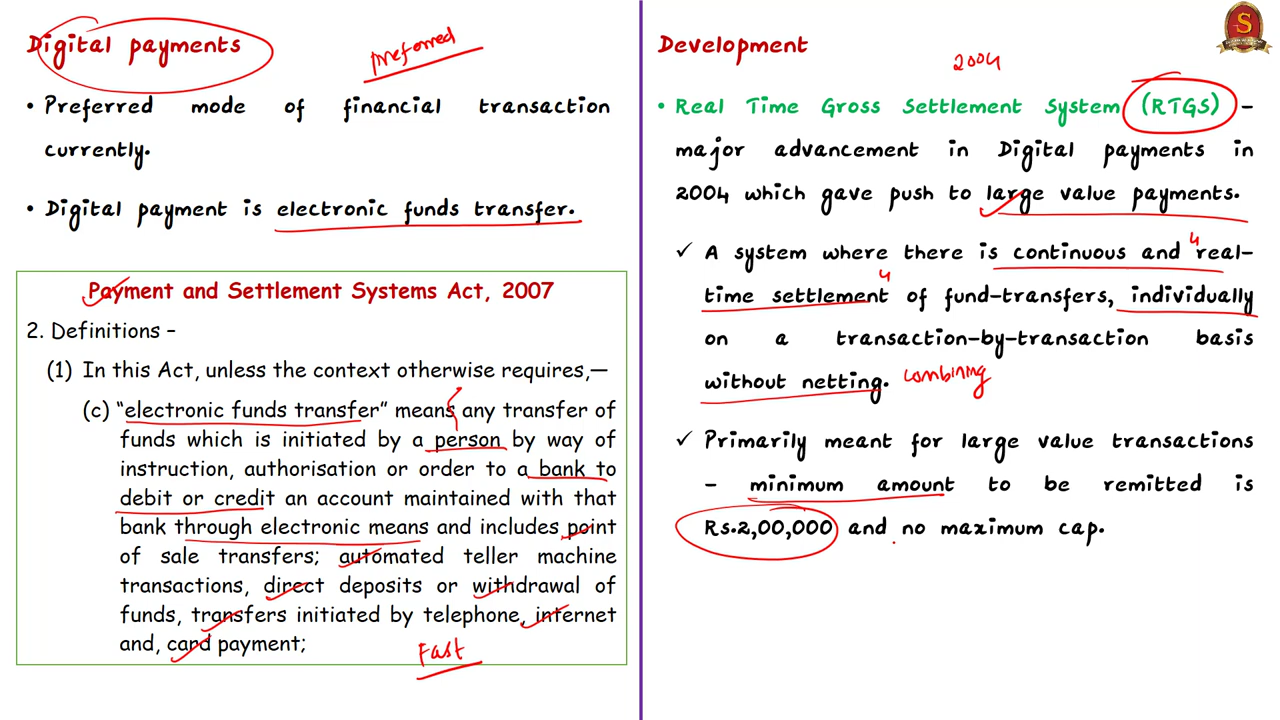 Digital payments
preferred
• Preferred mode of financial transaction
currently.
• Digital payment is electronic funds transfer.
Payment and Settlement Systems Act, 2007
2. Definitions –
(1) In this Act, unless the context otherwise requires,—
(c) “electronic funds transfer” means any transfer of
funds which is initiated by a person by way of
instruction, authorisation or order to a bank to
debit or credit an account maintained with that
bank through electronic means and includes point
of sale transfers; automated teller machine
transactions, direct deposits or withdrawal of
funds, transfers initiated by telephone, internet
and, card payment;
Fast
Development
2004
• Real Time Gross Settlement System (RTGS) –
major advancement in Digital payments in
2004 which gave push to large value payments.
✓ A system where there is continuous and real-
time settlement of fund-transfers, individually
on a transaction-by-transaction basis
without netting. combining
✓ Primarily meant for large value transactions
– minimum amount to be remitted is
Rs.2,00,000 and no maximum cap.
S